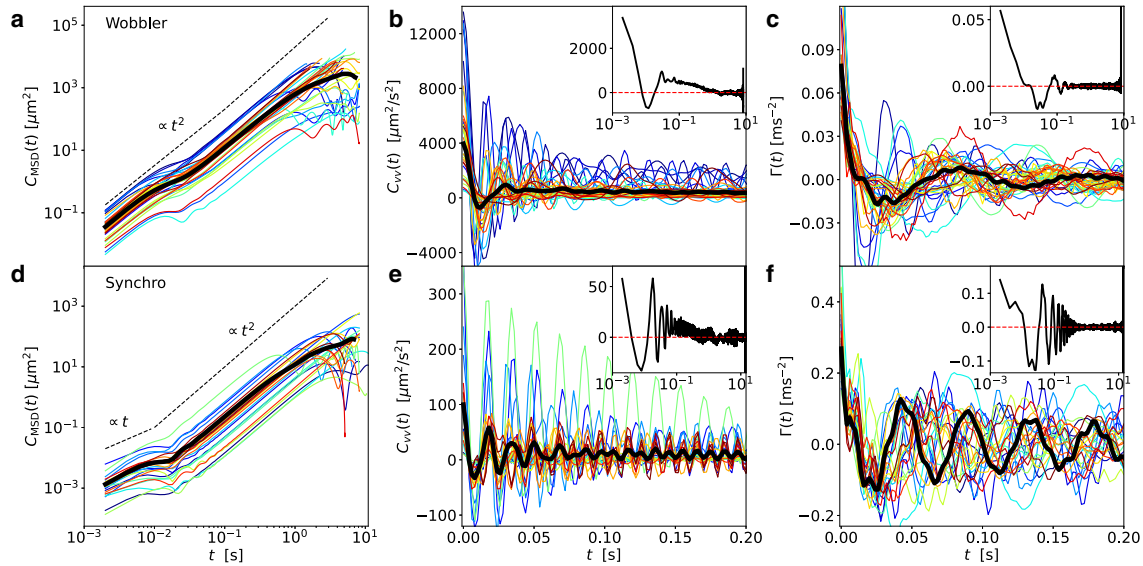 a
Wobbler
10^5
10^3
10^1
10^{-1}
C_MSD(t) [μm^2]
∝ t^2
b
12000
8000
4000
0
−4000
C_vv(t) [μm^2/s^2]
2000
0
10^{-3} 10^{-1} 10^1
c
0.09
0.06
0.03
0.00
−0.03
Γ(t) [ms^{-2}]
0.05
0.00
10^{-3} 10^{-1} 10^1
d
Synchro
10^3
10^1
10^{-1}
10^{-3}
C_MSD(t) [μm^2]
∝ t
∝ t^2
10^{-3} 10^{-2} 10^{-1} 10^0 10^1
t [s]
e
300
200
100
0
−100
C_vv(t) [μm^2/s^2]
50
0
10^{-3} 10^{-1} 10^1
0.00 0.05 0.10 0.15 0.20
t [s]
f
0.4
0.2
0.0
−0.2
Γ(t) [ms^{-2}]
0.1
0.0
−0.1
10^{-3} 10^{-1} 10^1
0.00 0.05 0.10 0.15 0.20
t [s]